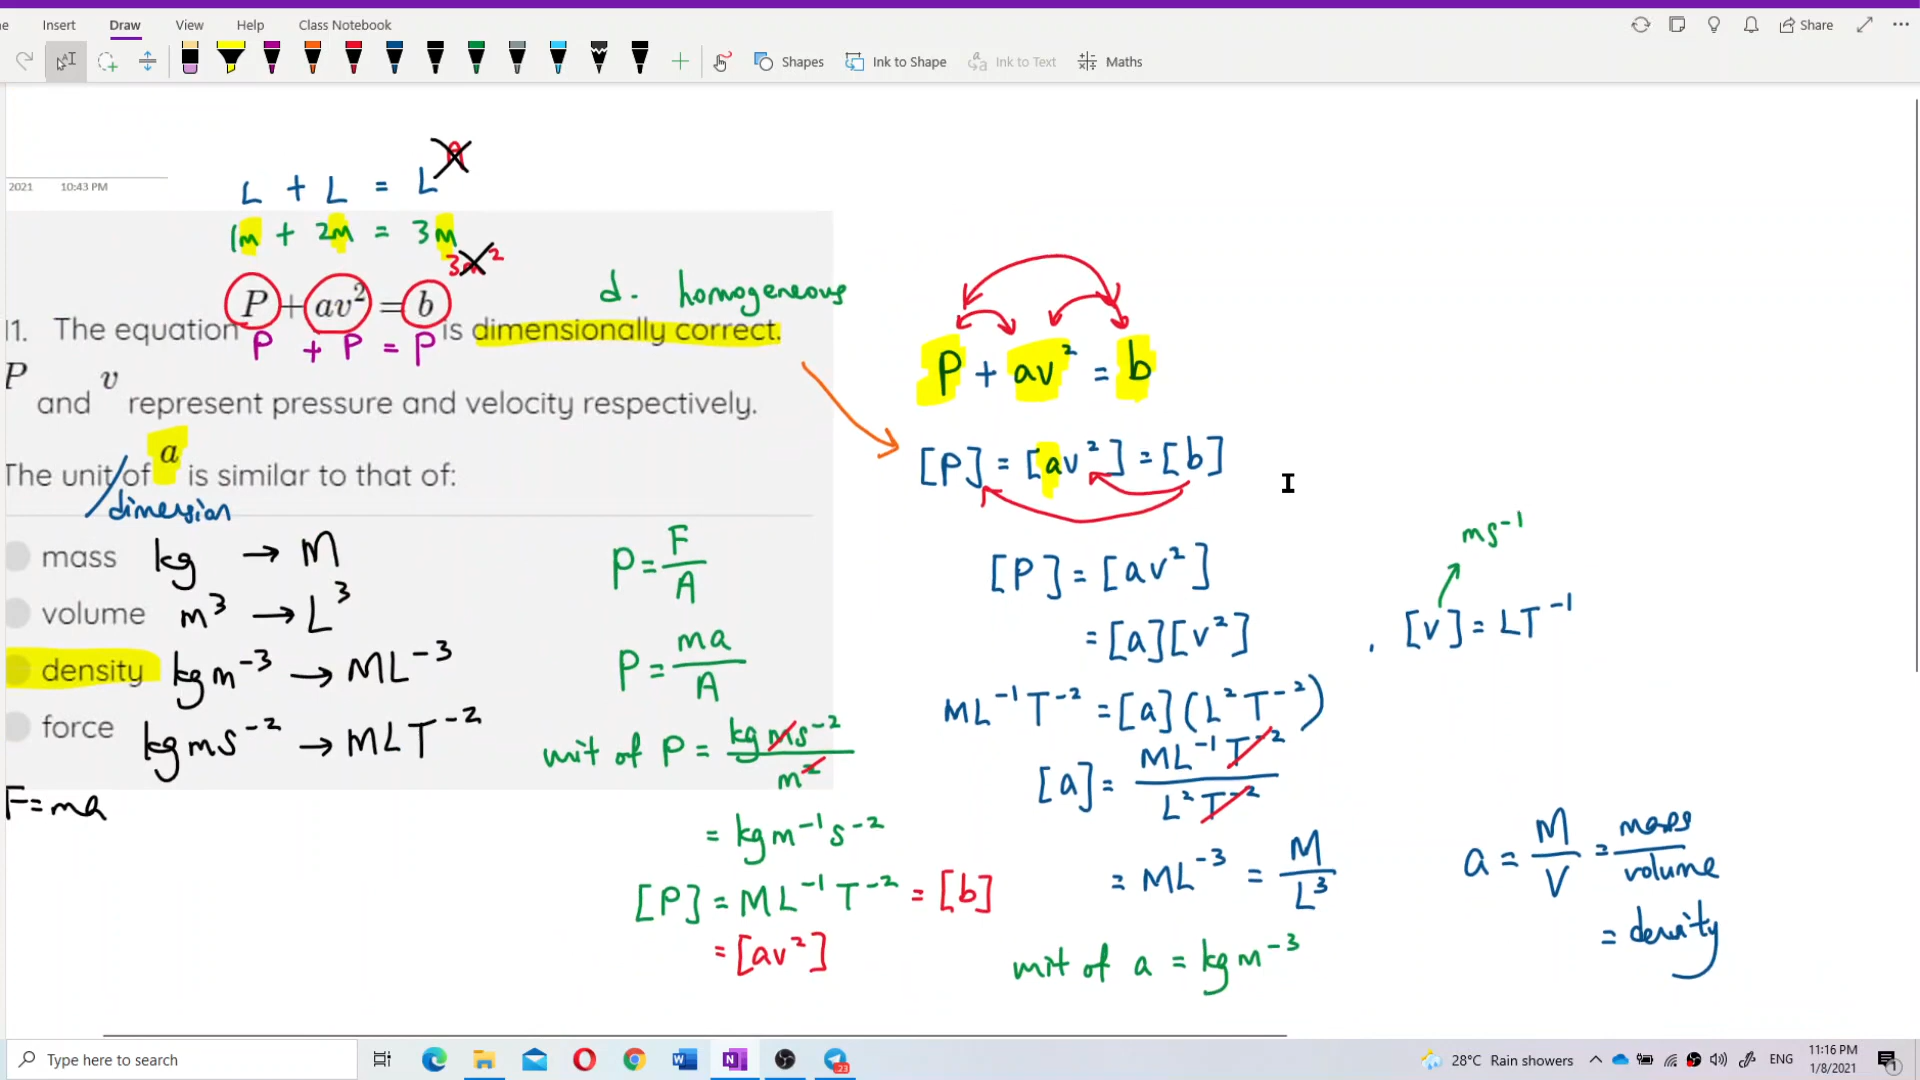 Insert Draw View Help Class Notebook Share
Shapes Ink to Shape Ink to Text Maths
2021 10:43 PM
L + L = L
1m + 2m = 3m
P + av² = b
d. homogeneous
11. The equation is dimensionally correct.
P + P = P
P and v represent pressure and velocity respectively.
The unit of a is similar to that of:
/dimension
mass kg → M
volume m³ → L³
density kgm⁻³ → ML⁻³
force kgms⁻² → MLT⁻²
F=ma
P = F/A
P = ma/A
unit of P = kgms⁻²/m²
= kgm⁻¹s⁻²
[P] = ML⁻¹T⁻² = [b]
= [av²]
P + av² = b
[P] = [av²] = [b]
[P] = [av²]
= [a][v²]
ms⁻¹
, [v] = LT⁻¹
ML⁻¹T⁻² = [a](L²T⁻²)
[a] = ML⁻¹T⁻²/L²T⁻²
= ML⁻³ = M/L³
unit of a = kgm⁻³
a = M/V = mass/volume
= density
Type here to search
23
28°C Rain showers ENG 11:16 PM
1/8/2021